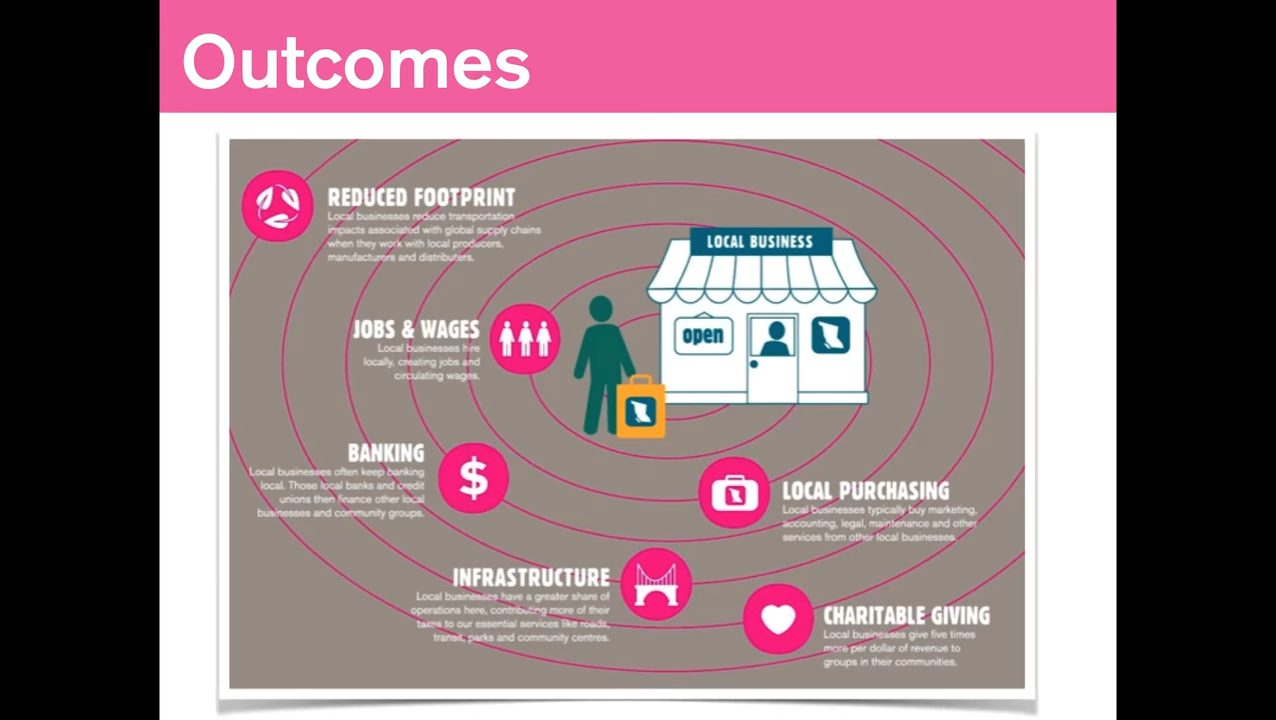 Outcomes
REDUCED FOOTPRINT
Local businesses reduce transportation
impacts associated with global supply chains
when they work with local producers,
manufacturers and distributers.
LOCAL BUSINESS
open
JOBS & WAGES
Local businesses hire
locally, creating jobs and
circulating wages.
BANKING
Local businesses often keep banking
local. Those local banks and credit
unions then finance other local
businesses and community groups.
$
LOCAL PURCHASING
Local businesses typically buy marketing,
accounting, legal, maintenance and other
services from other local businesses.
INFRASTRUCTURE
Local businesses have a greater share of
operations here, contributing more of their
taxes to our essential services like roads,
transit, parks and community centres.
CHARITABLE GIVING
Local businesses give five times
more per dollar of revenue to
groups in their communities.